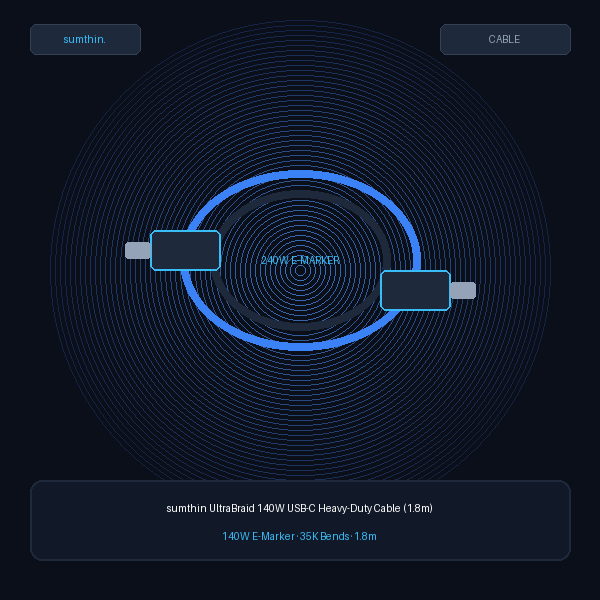 sumthin.
CABLE
240W E-MARKER
sumthin UltraBraid 140W USB-C Heavy-Duty Cable (1.8m)
140W E-Marker · 35K Bends · 1.8m